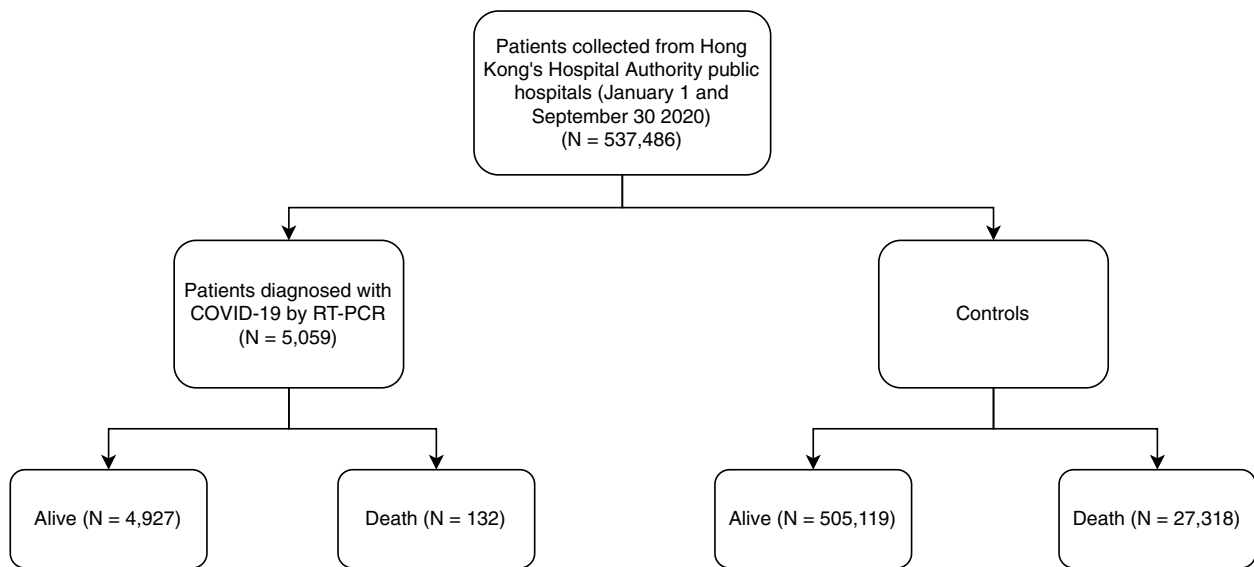 Patients collected from Hong
Kong's Hospital Authority public
hospitals (January 1 and
September 30 2020)
(N = 537,486)
Patients diagnosed with
COVID-19 by RT-PCR
(N = 5,059)
Controls
Alive (N = 4,927)
Death (N = 132)
Alive (N = 505,119)
Death (N = 27,318)